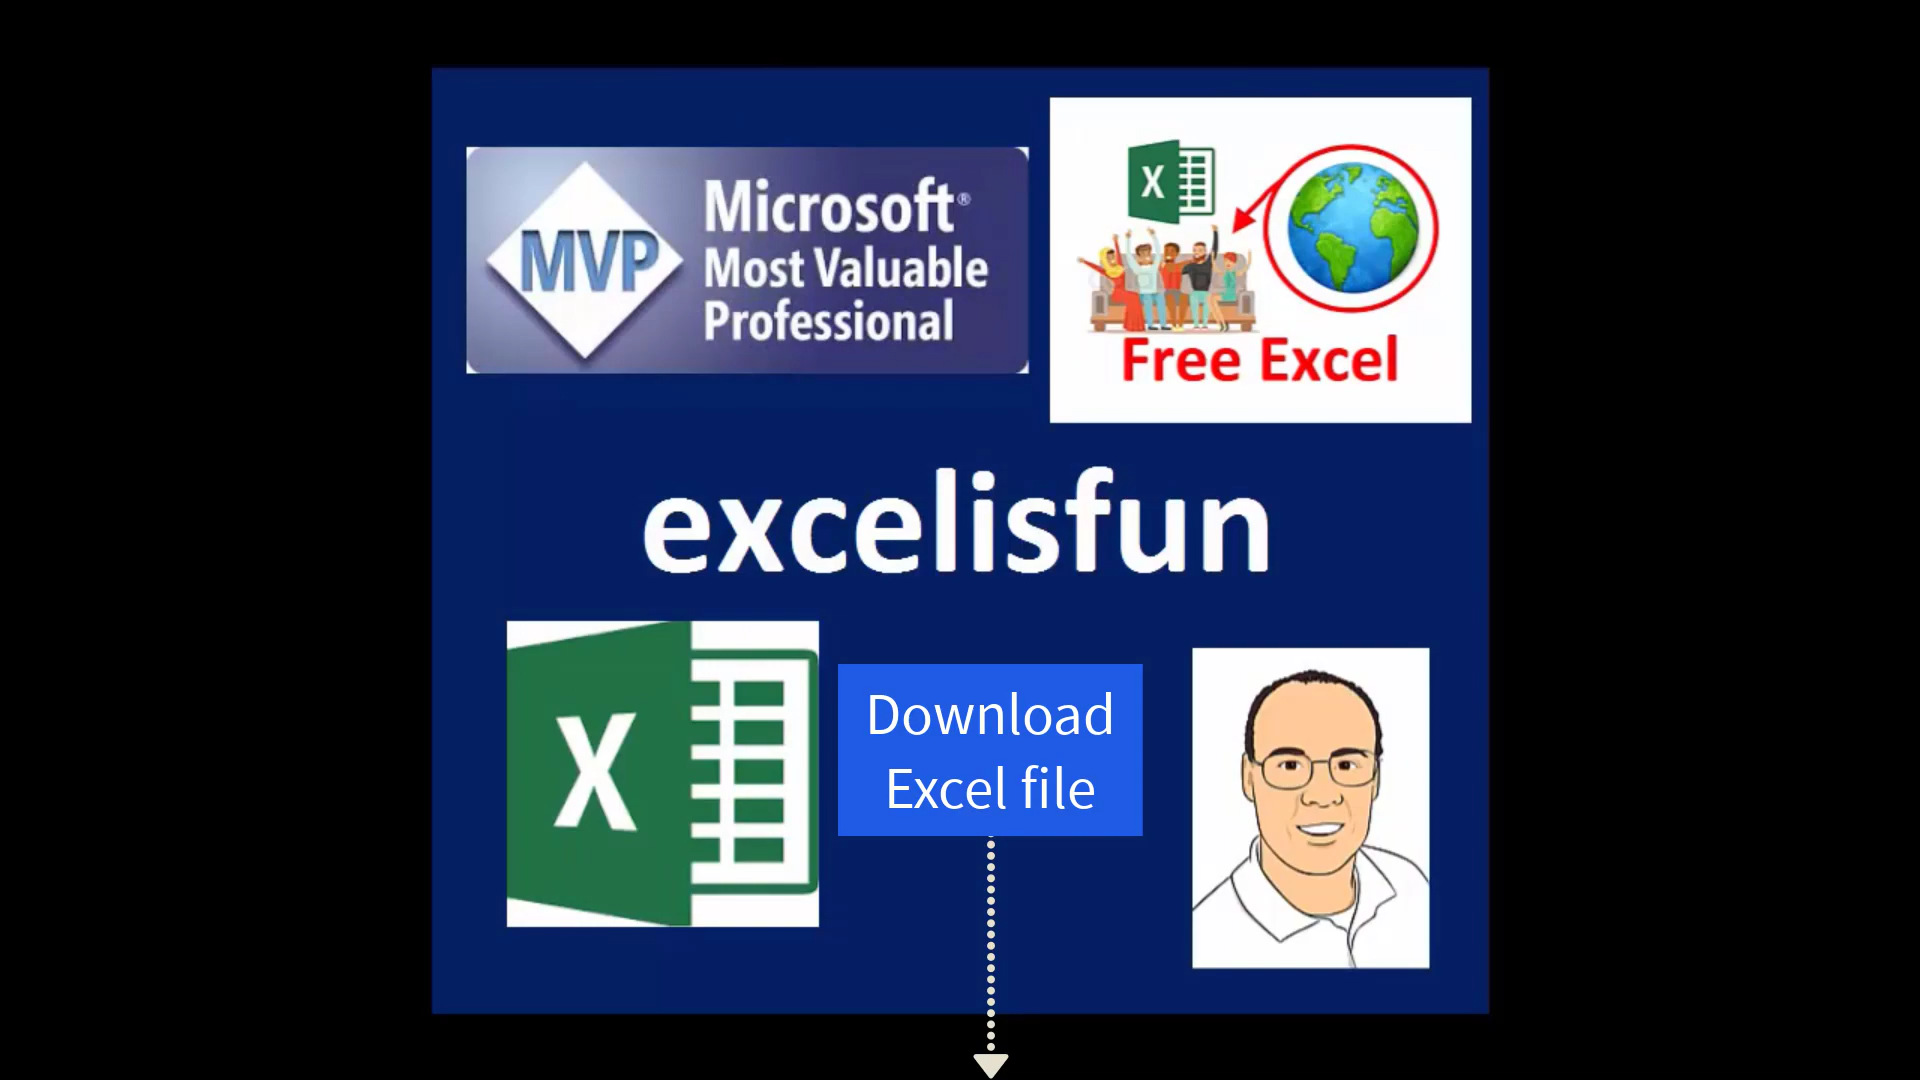 MVP
Microsoft®
Most Valuable
Professional
X
Free Excel
excelisfun
X
Download
Excel file